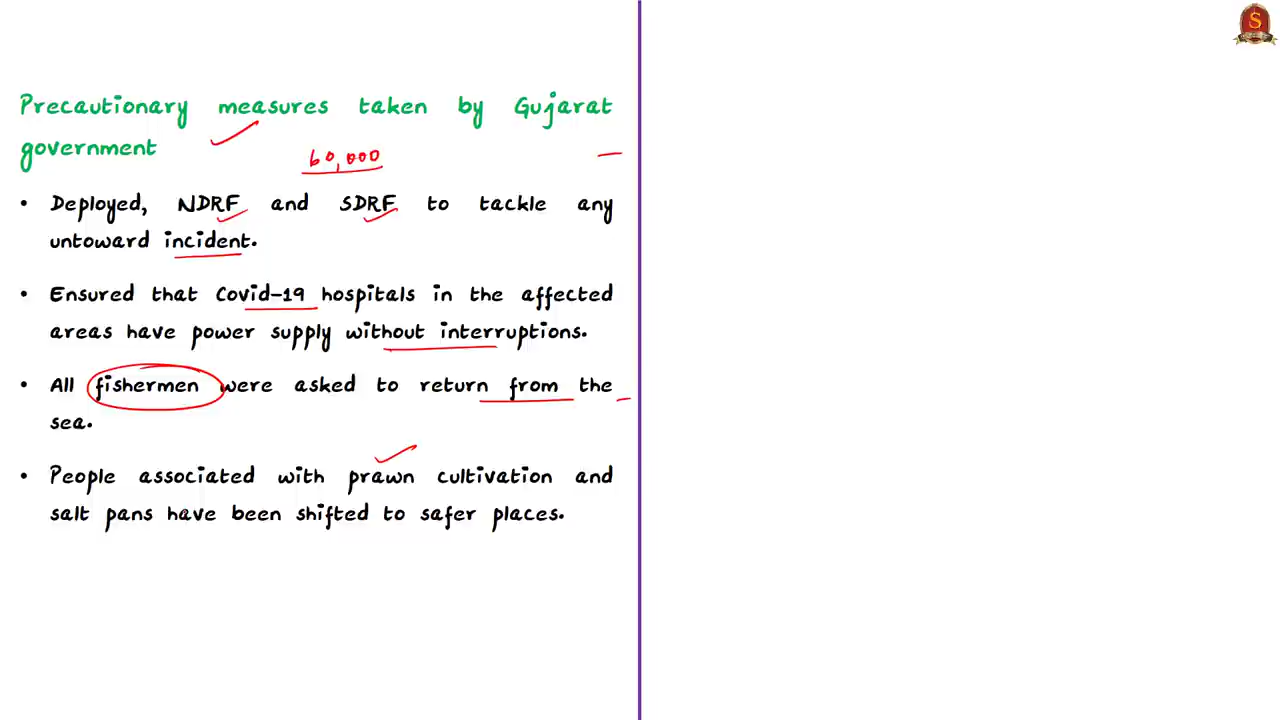 Precautionary measures taken by Gujarat
government
60,000
• Deployed, NDRF and SDRF to tackle any
untoward incident.
• Ensured that Covid-19 hospitals in the affected
areas have power supply without interruptions.
• All fishermen were asked to return from the
sea.
• People associated with prawn cultivation and
salt pans have been shifted to safer places.
S